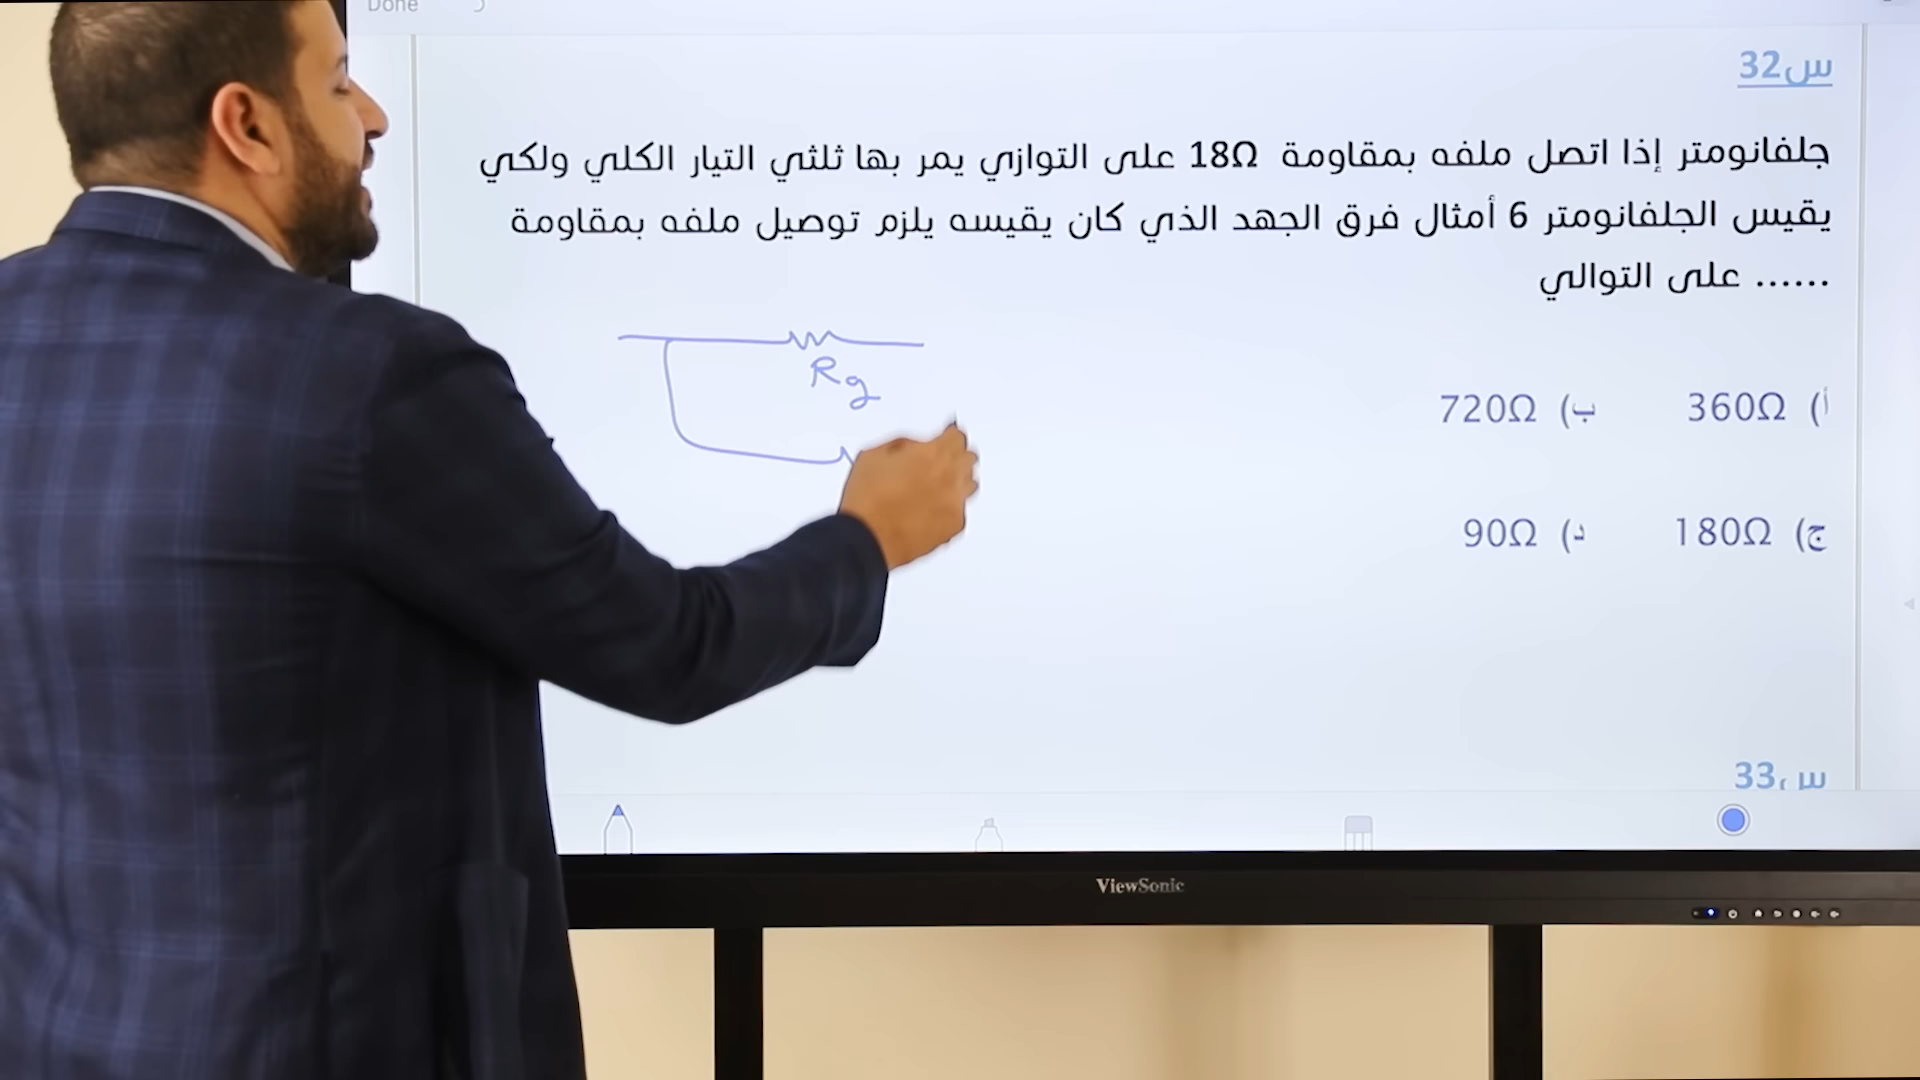 Done
س32
جلفانومتر إذا اتصل ملفه بمقاومة 18Ω على التوازي يمر بها ثلثي التيار الكلي ولكي
يقيس الجلفانومتر 6 أمثال فرق الجهد الذي كان يقيسه يلزم توصيل ملفه بمقاومة
...... على التوالي
Rg
أ) 360Ω ب) 720Ω
ج) 180Ω د) 90Ω
س33
ViewSonic